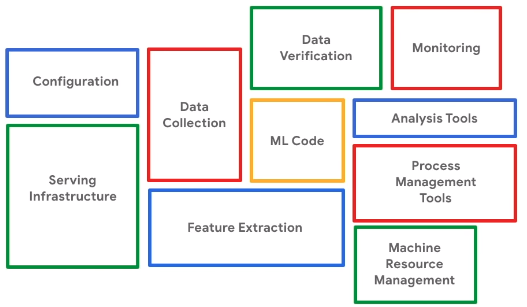 Data
Verification
Monitoring
Configuration
Data
Collection
ML Code
Analysis Tools
Serving
Infrastructure
Process
Management
Tools
Feature Extraction
Machine
Resource
Management